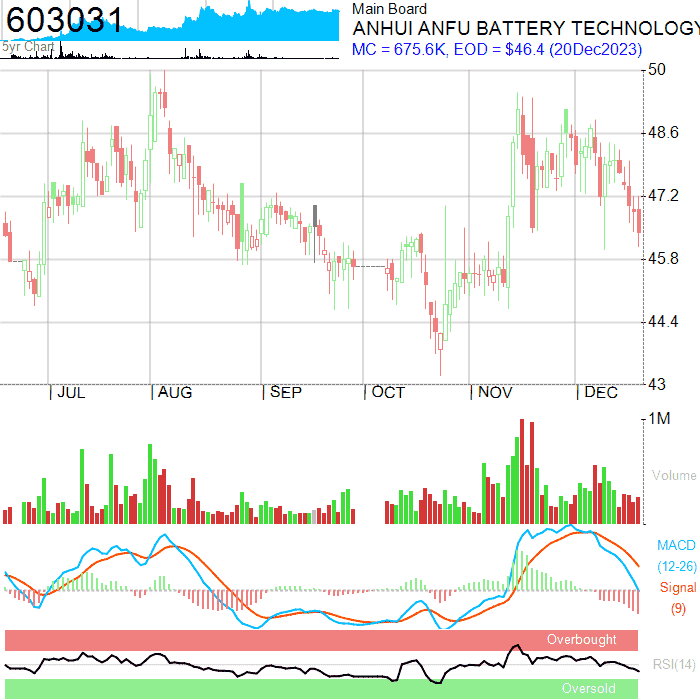 603031
5yr Chart
Main Board
ANHUI ANFU BATTERY TECHNOLOGY
MC = 675.6K, EOD = $46.4 (20Dec2023)
50
48.6
47.2
45.8
44.4
43
JUL
AUG
SEP
OCT
NOV
DEC
1M
Volume
MACD
(12-26)
Signal
(9)
Overbought
RSI(14)
Oversold